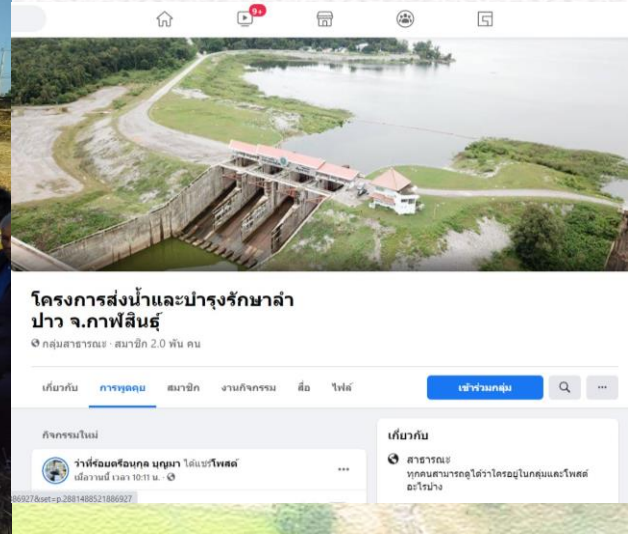 9+
โครงการส่งน้ำและบำรุงรักษาลำ
ปาว จ.กาฬสินธุ์
กลุ่มสาธารณะ · สมาชิก 2.0 พัน คน
เกี่ยวกับ การพูดคุย สมาชิก งานกิจกรรม สื่อ ไฟล์ เข้าร่วมกลุ่ม ...
กิจกรรมใหม่
ว่าที่ร้อยตรีอนุกูล บุญมา ได้แชร์โพสต์ ...
เมื่อวานนี้ เวลา 10:11 น. ·
886927&set=p.2881488521886927
เกี่ยวกับ
สาธารณะ
ทุกคนสามารถดูได้ว่าใครอยู่ในกลุ่มและโพสต์
อะไรบ้าง